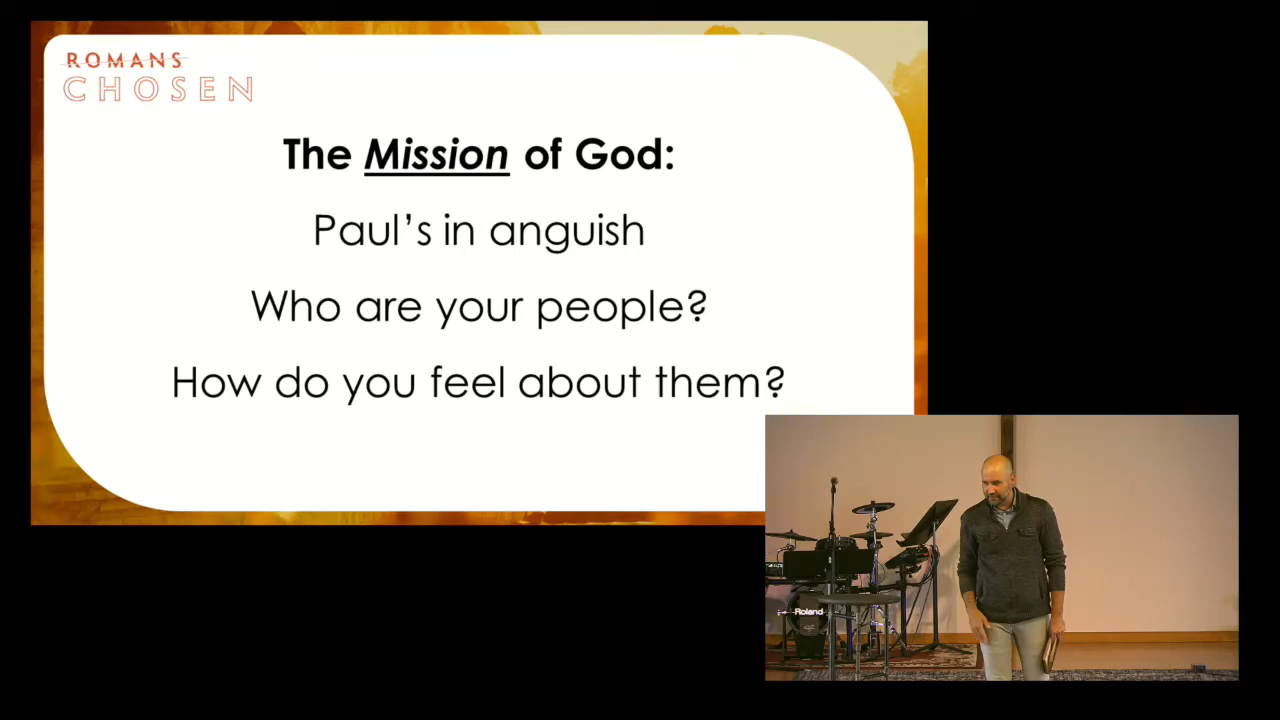 ROMANS
CHOSEN
The Mission of God:
Paul’s in anguish
Who are your people?
How do you feel about them?
Roland